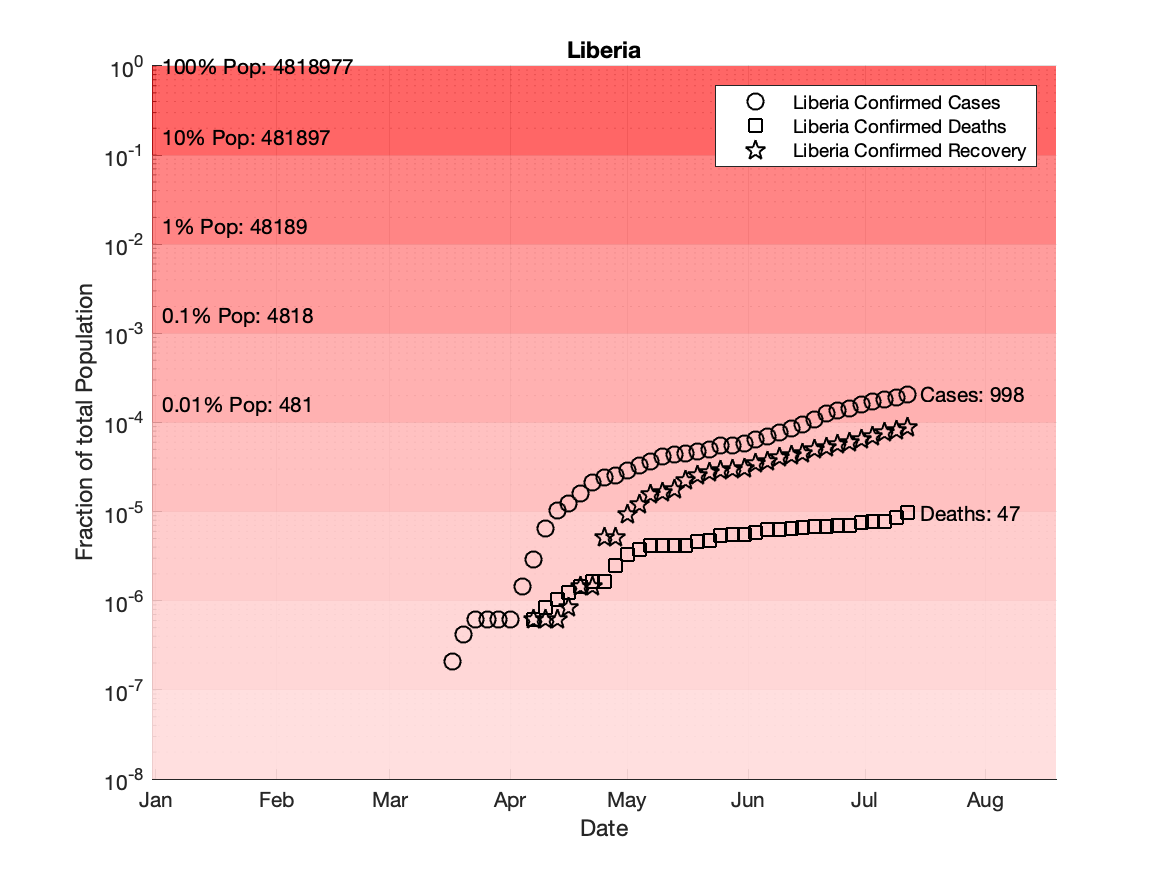 Liberia
10^0
10^-1
10^-2
10^-3
10^-4
10^-5
10^-6
10^-7
10^-8
Fraction of total Population
100% Pop: 4818977
10% Pop: 481897
1% Pop: 48189
0.1% Pop: 4818
0.01% Pop: 481
Liberia Confirmed Cases
Liberia Confirmed Deaths
Liberia Confirmed Recovery
Cases: 998
Deaths: 47
Jan Feb Mar Apr May Jun Jul Aug
Date